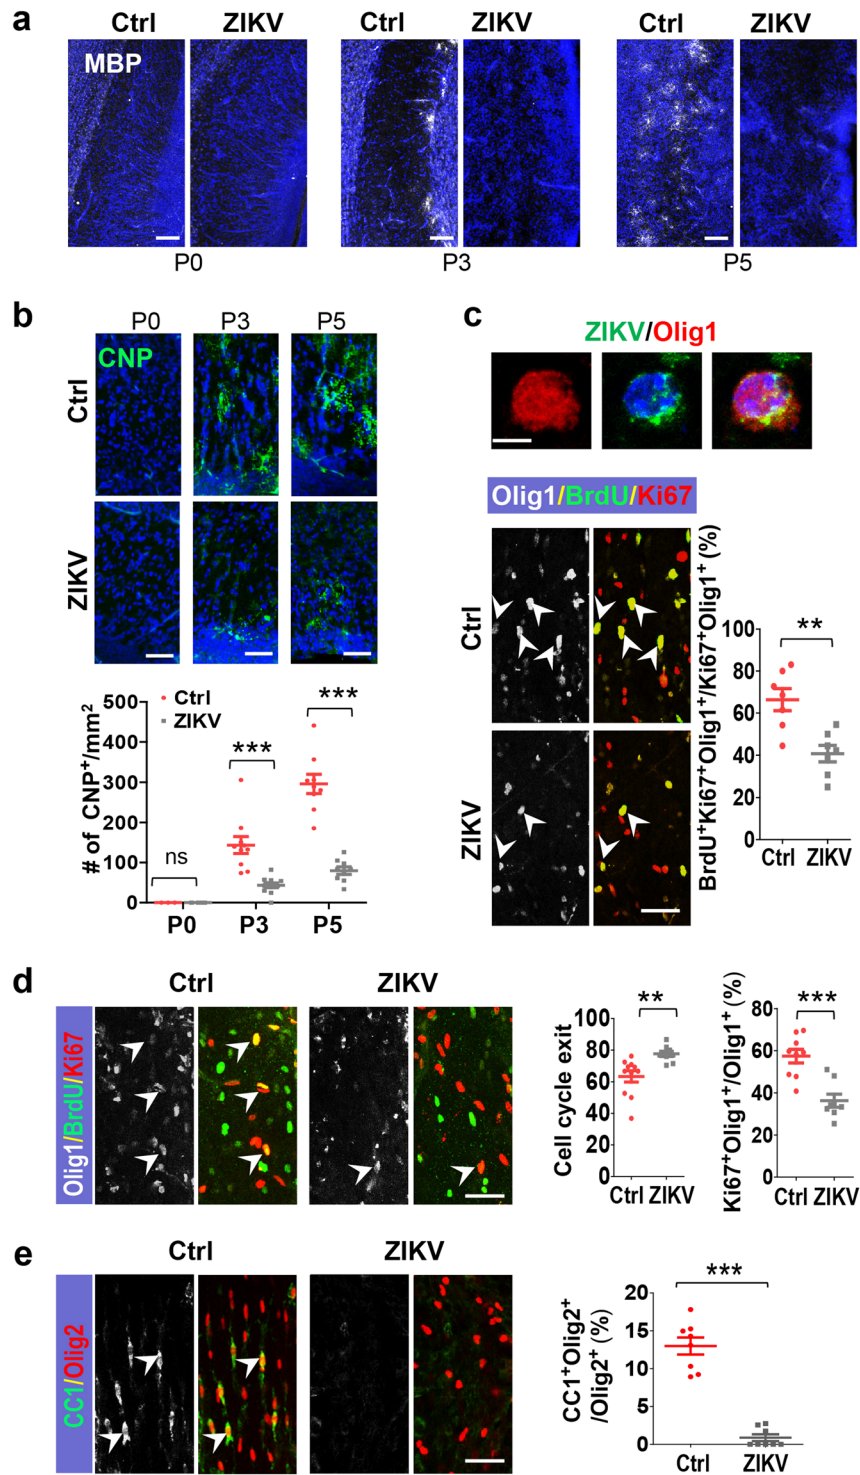 a
Ctrl ZIKV Ctrl ZIKV Ctrl ZIKV
MBP
P0 P3 P5
b
P0 P3 P5
CNP
Ctrl
ZIKV
# of CNP⁺/mm²
500
400
300
200
100
0
Ctrl
ZIKV
ns
***
***
P0 P3 P5
c
ZIKV/Olig1
Olig1/BrdU/Ki67
Ctrl
ZIKV
BrdU⁺Ki67⁺Olig1⁺/Ki67⁺Olig1⁺ (%)
100
80
60
40
20
0
**
Ctrl ZIKV
d
Ctrl ZIKV
Olig1/BrdU/Ki67
Cell cycle exit
100
80
60
40
20
0
**
Ctrl ZIKV
Ki67⁺Olig1⁺/Olig1⁺ (%)
80
60
40
20
0
***
Ctrl ZIKV
e
Ctrl ZIKV
CC1/Olig2
CC1⁺Olig2⁺
/Olig2⁺ (%)
20
15
10
5
0
***
Ctrl ZIKV